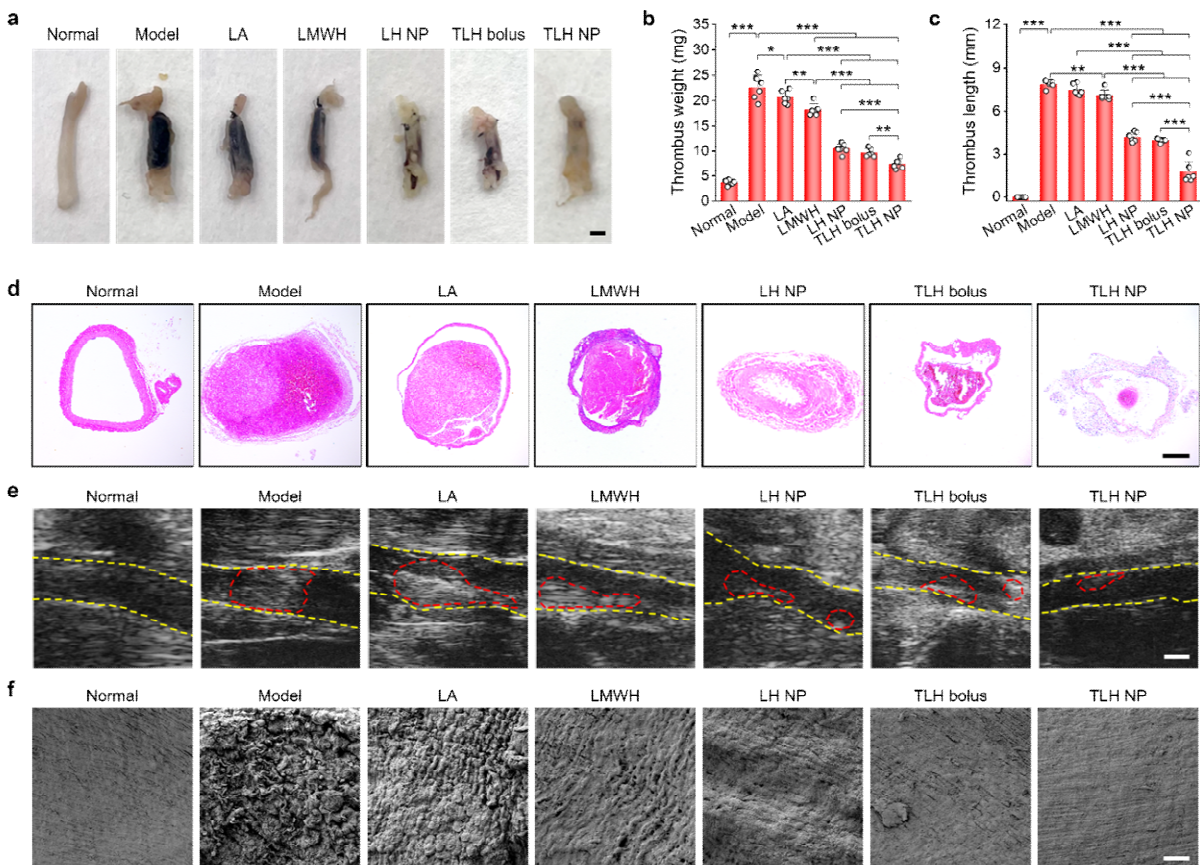 a
Normal Model LA LMWH LH NP TLH bolus TLH NP
b
Thrombus weight (mg)
35
30
25
20
15
10
5
0
*** *** * *** ** *** *** **
Normal Model LA LMWH LH NP TLH bolus TLH NP
c
Thrombus length (mm)
12
9
6
3
0
*** *** *** ** *** *** ***
Normal Model LA LMWH LH NP TLH bolus TLH NP
d
Normal Model LA LMWH LH NP TLH bolus TLH NP
e
Normal Model LA LMWH LH NP TLH bolus TLH NP
f
Normal Model LA LMWH LH NP TLH bolus TLH NP